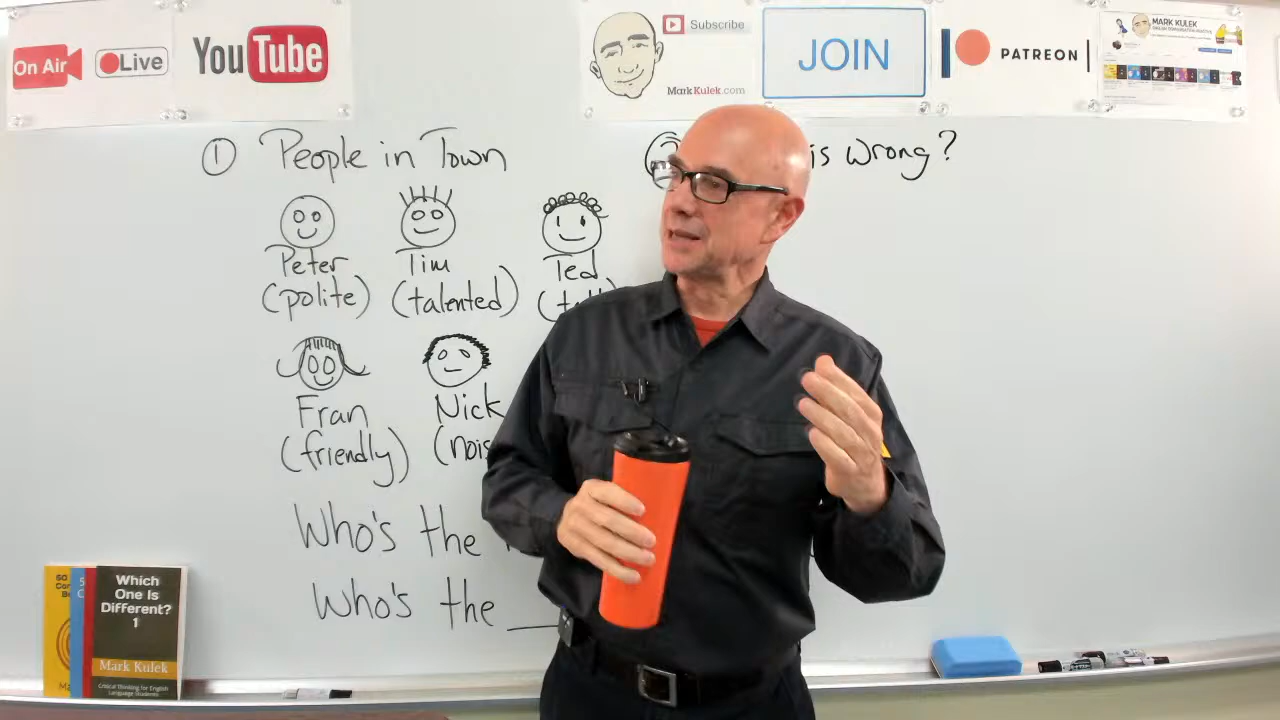 On Air
Live
YouTube
Subscribe
MarkKulek.com
JOIN
PATREON
MARK KULEK
① People in Town
is wrong?
Peter
Tim
Ted
(polite)
(talented)
Fran
Nick
(friendly)
Who's the
Who's the
Which
One Is
Different?
1
Mark Kulek
Critical Thinking for English
Language Students